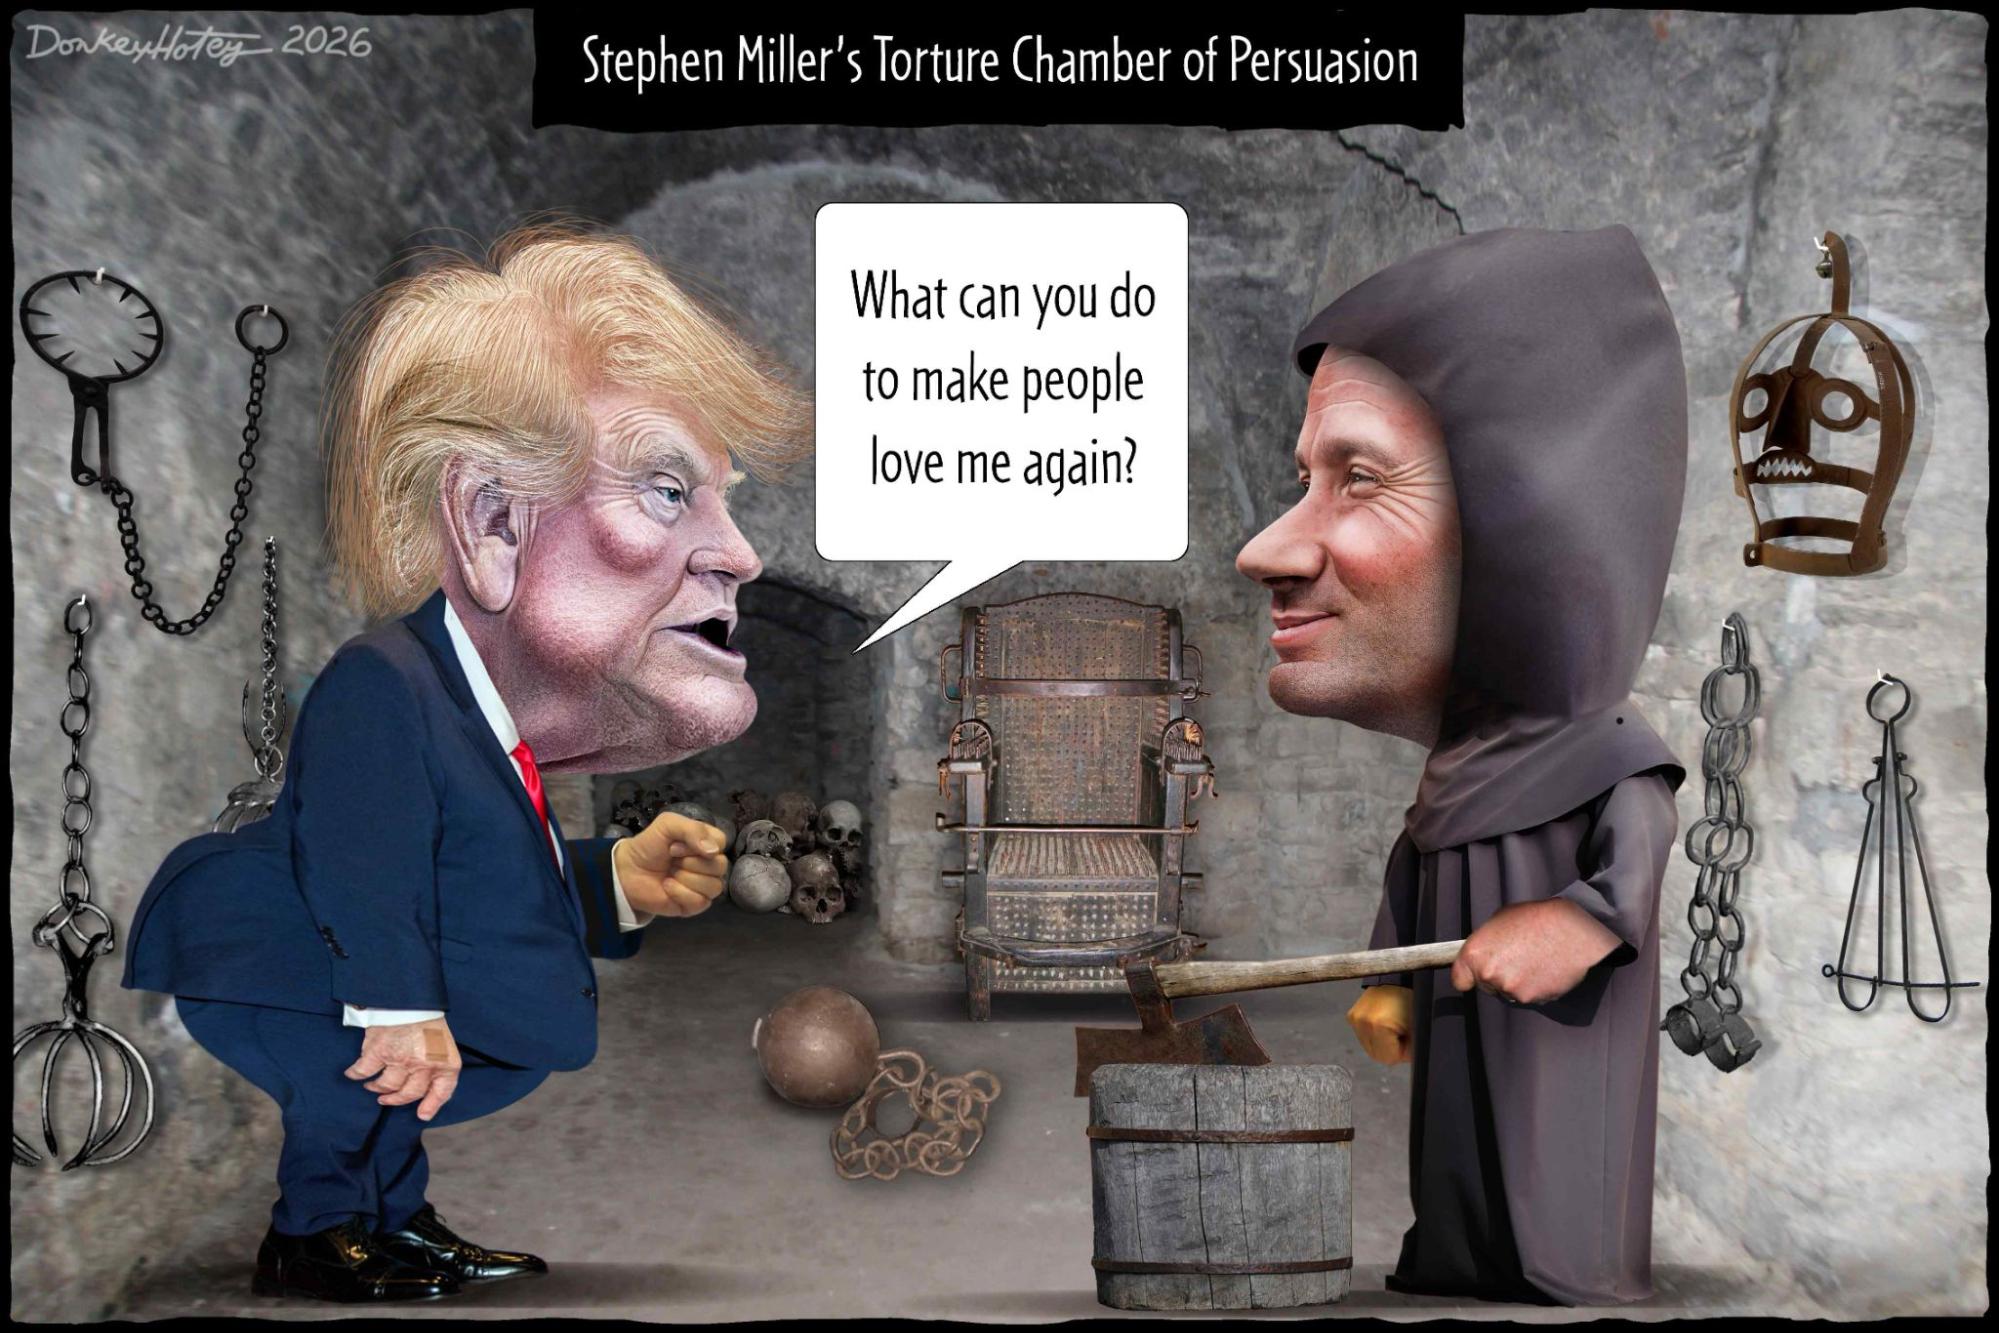 DonkeyHotey 2026
Stephen Miller's Torture Chamber of Persuasion
What can you do
to make people
love me again?